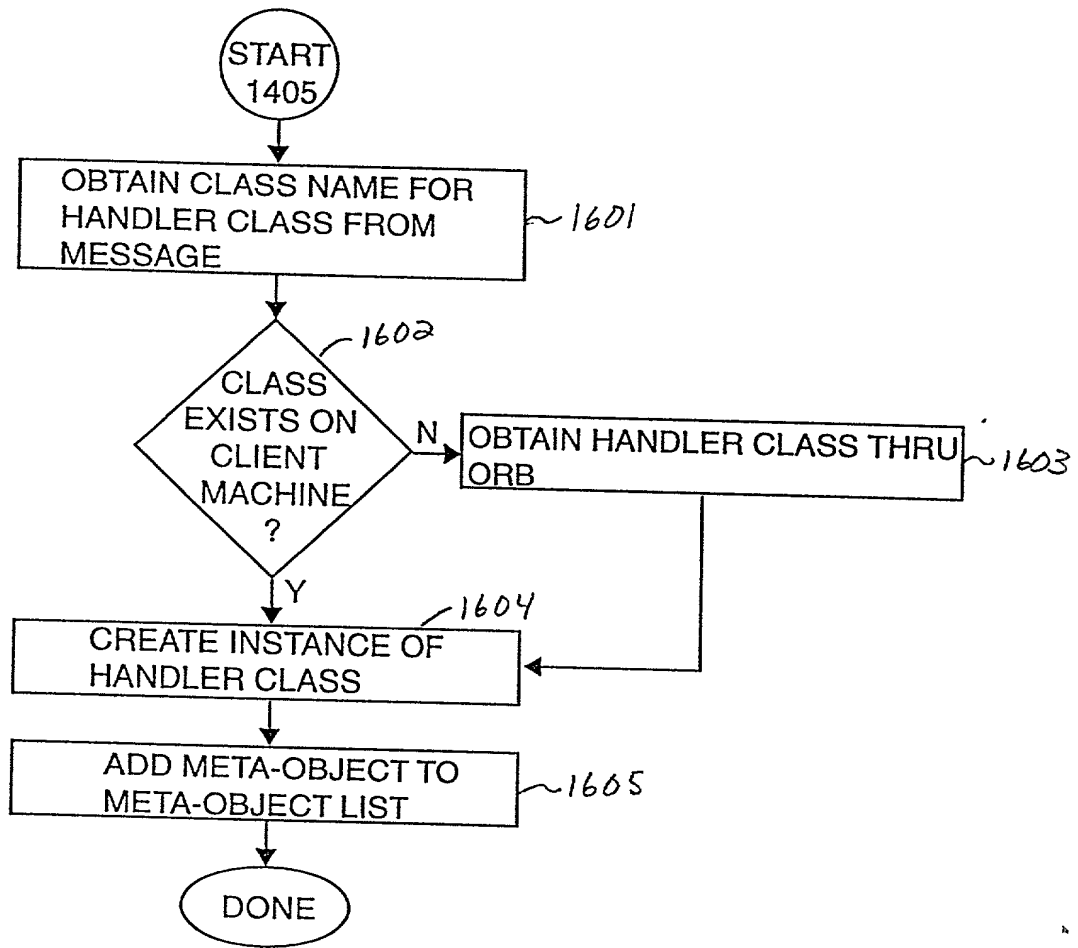 START
1405
OBTAIN CLASS NAME FOR
HANDLER CLASS FROM
MESSAGE
1601
1602
CLASS
EXISTS ON
CLIENT
MACHINE
?
N
OBTAIN HANDLER CLASS THRU
ORB
1603
Y
1604
CREATE INSTANCE OF
HANDLER CLASS
ADD META-OBJECT TO
META-OBJECT LIST
1605
DONE